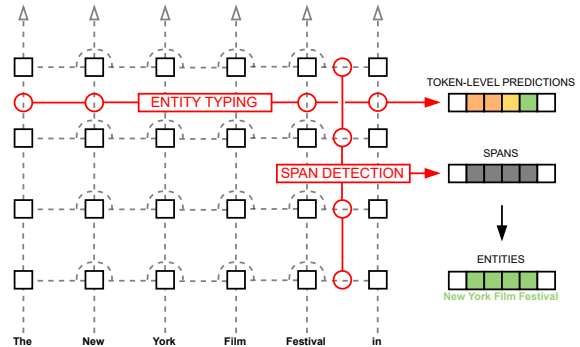 TOKEN-LEVEL PREDICTIONS
ENTITY TYPING
SPANS
SPAN DETECTION
ENTITIES
New York Film Festival
The New York Film Festival in